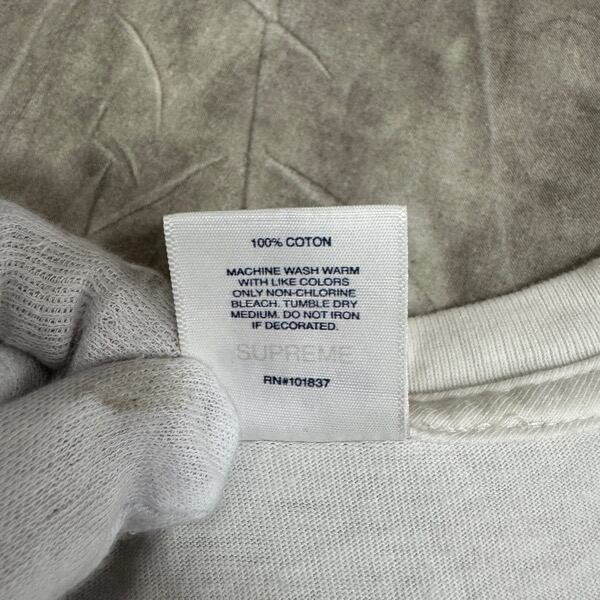 100% COTON
MACHINE WASH WARM
WITH LIKE COLORS
ONLY NON-CHLORINE
BLEACH. TUMBLE DRY
MEDIUM. DO NOT IRON
IF DECORATED.
SUPREME
RN#101837